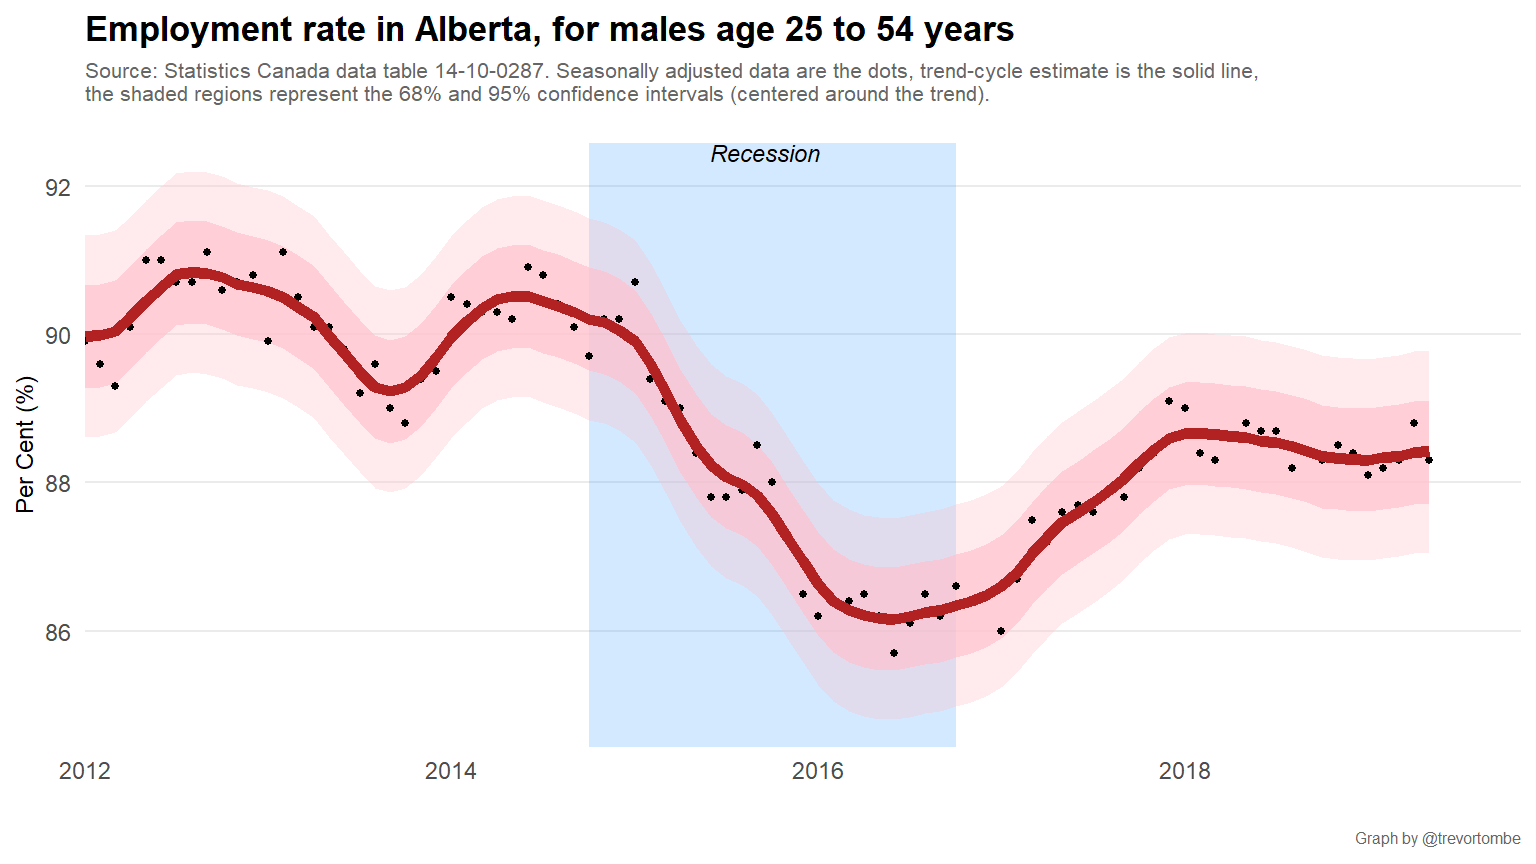 Employment rate in Alberta, for males age 25 to 54 years
Source: Statistics Canada data table 14-10-0287. Seasonally adjusted data are the dots, trend-cycle estimate is the solid line,
the shaded regions represent the 68% and 95% confidence intervals (centered around the trend).
Recession
92
90
88
86
Per Cent (%)
2012
2014
2016
2018
Graph by @trevortombe